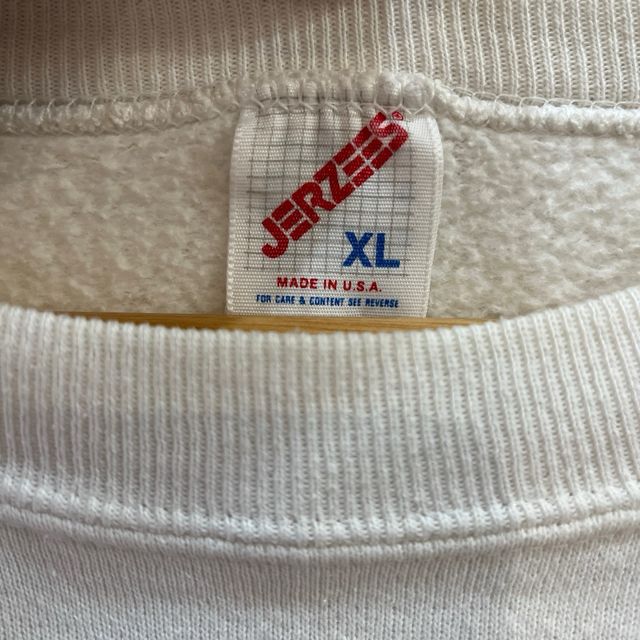 JERZEES®
XL
MADE IN U.S.A.
FOR CARE & CONTENT SEE REVERSE